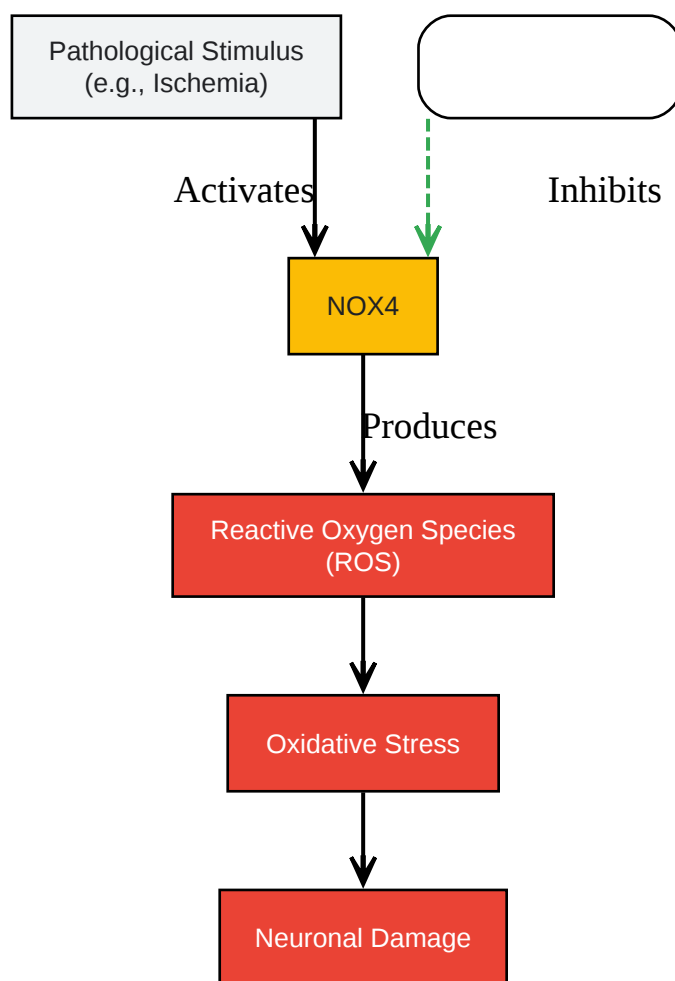 Pathological Stimulus
(e.g., Ischemia)
Activates
Inhibits
NOX4
Produces
Reactive Oxygen Species
(ROS)
Oxidative Stress
Neuronal Damage